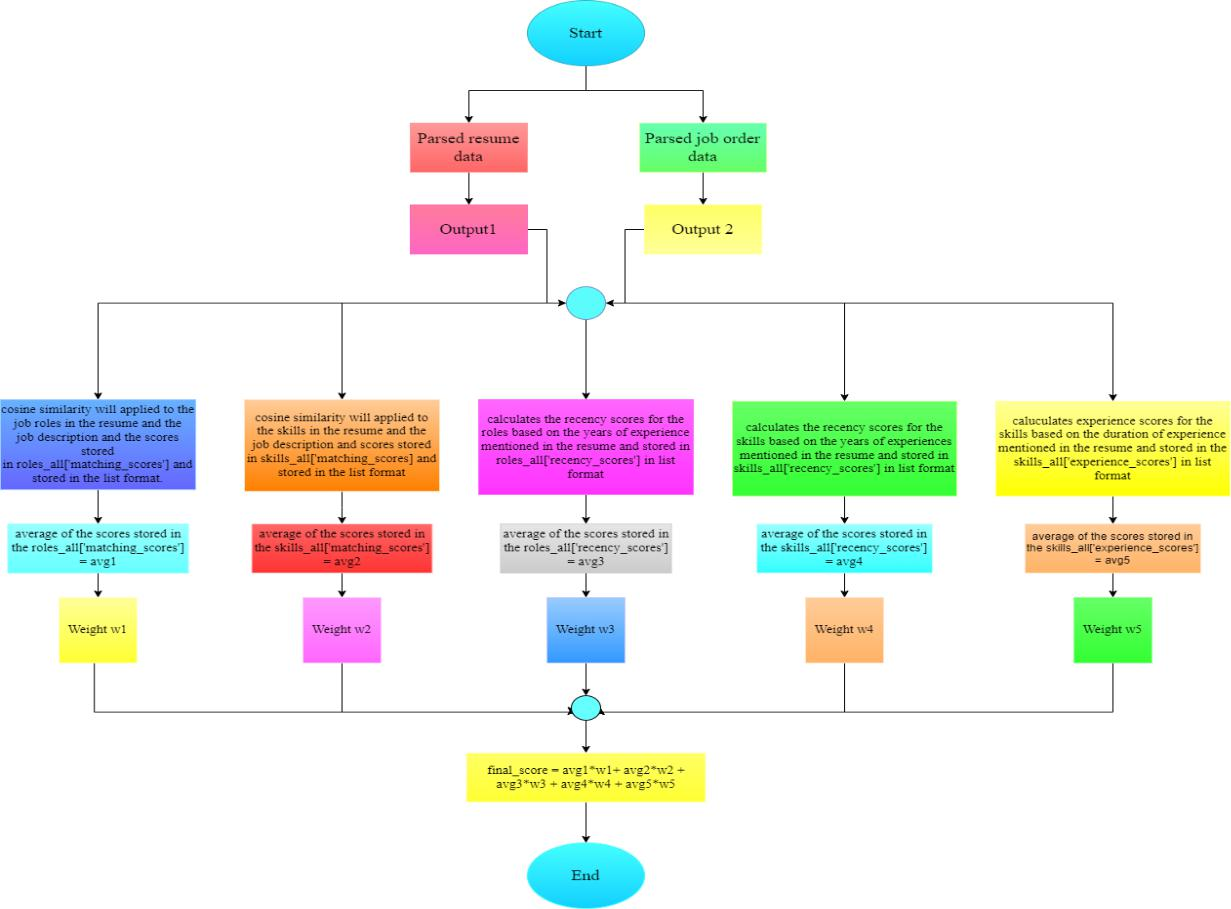 Start
Parsed resume
data
Parsed job order
data
Output1
Output 2
cosine similarity will applied to the
job roles in the resume and the
job description and the scores
stored
in roles_all['matching_scores'] and
stored in the list format.
cosine similarity will applied to
the skills in the resume and the
job description and scores stored
in skills_all['matching_scores] and
stored in the list format
calculates the recency scores for the
roles based on the years of experience
mentioned in the resume and stored in
roles_all['recency_scores'] in list
format
calculates the recency scores for the
skills based on the years of experiences
mentioned in the resume and stored in
skills_all['recency_scores'] in list format
caluculates experience scores for the
skills based on the duration of experience
mentioned in the resume and stored in the
skills_all['experience_scores'] in list
format
average of the scores stored in
the roles_all['matching_scores']
= avg1
average of the scores stored in
the skills_all['matching_scores']
= avg2
average of the scores stored in
the roles_all['recency_scores']
= avg3
average of the scores stored in
the skills_all['recency_scores']
= avg4
average of the scores stored in
the skills_all['experience_scores']
= avg5
Weight w1
Weight w2
Weight w3
Weight w4
Weight w5
final_score = avg1*w1+ avg2*w2 +
avg3*w3 + avg4*w4 + avg5*w5
End